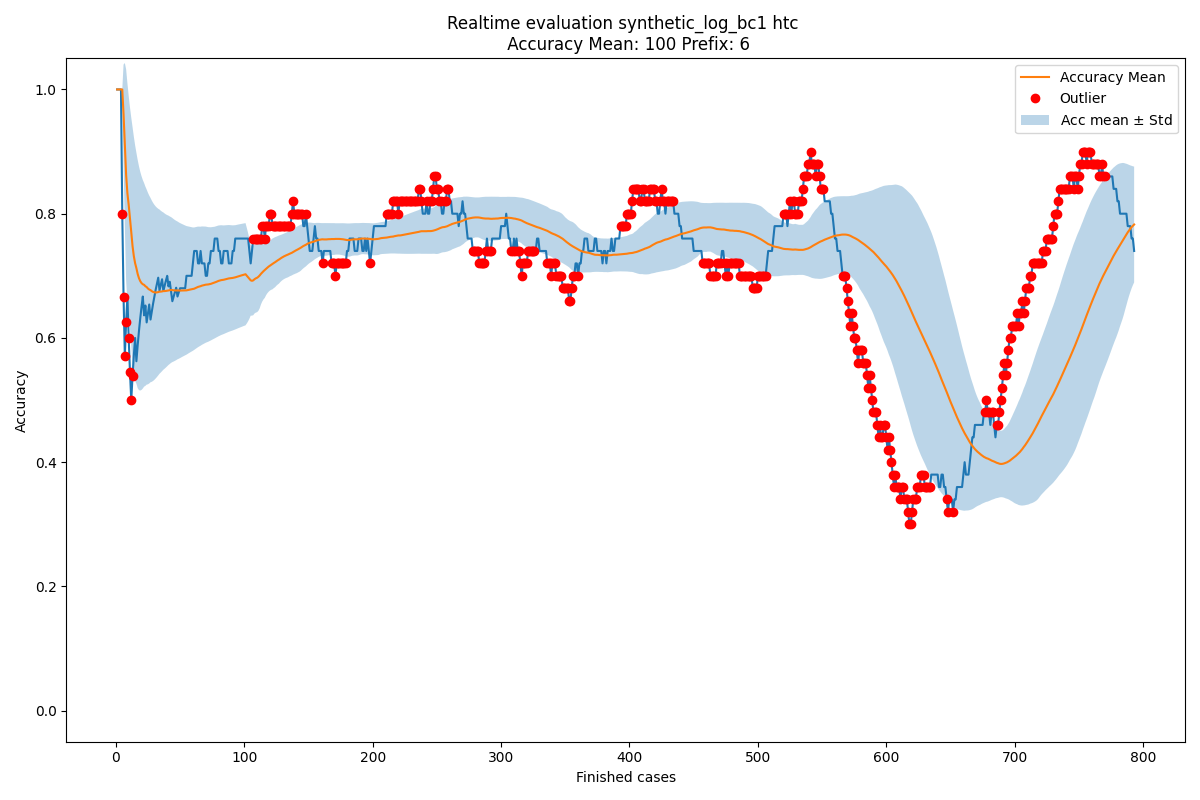 Realtime evaluation synthetic_log_bc1 htc
Accuracy Mean: 100 Prefix: 6
Accuracy Mean
Outlier
Acc mean ± Std
Accuracy
1.0
0.8
0.6
0.4
0.2
0.0
0 100 200 300 400 500 600 700 800
Finished cases